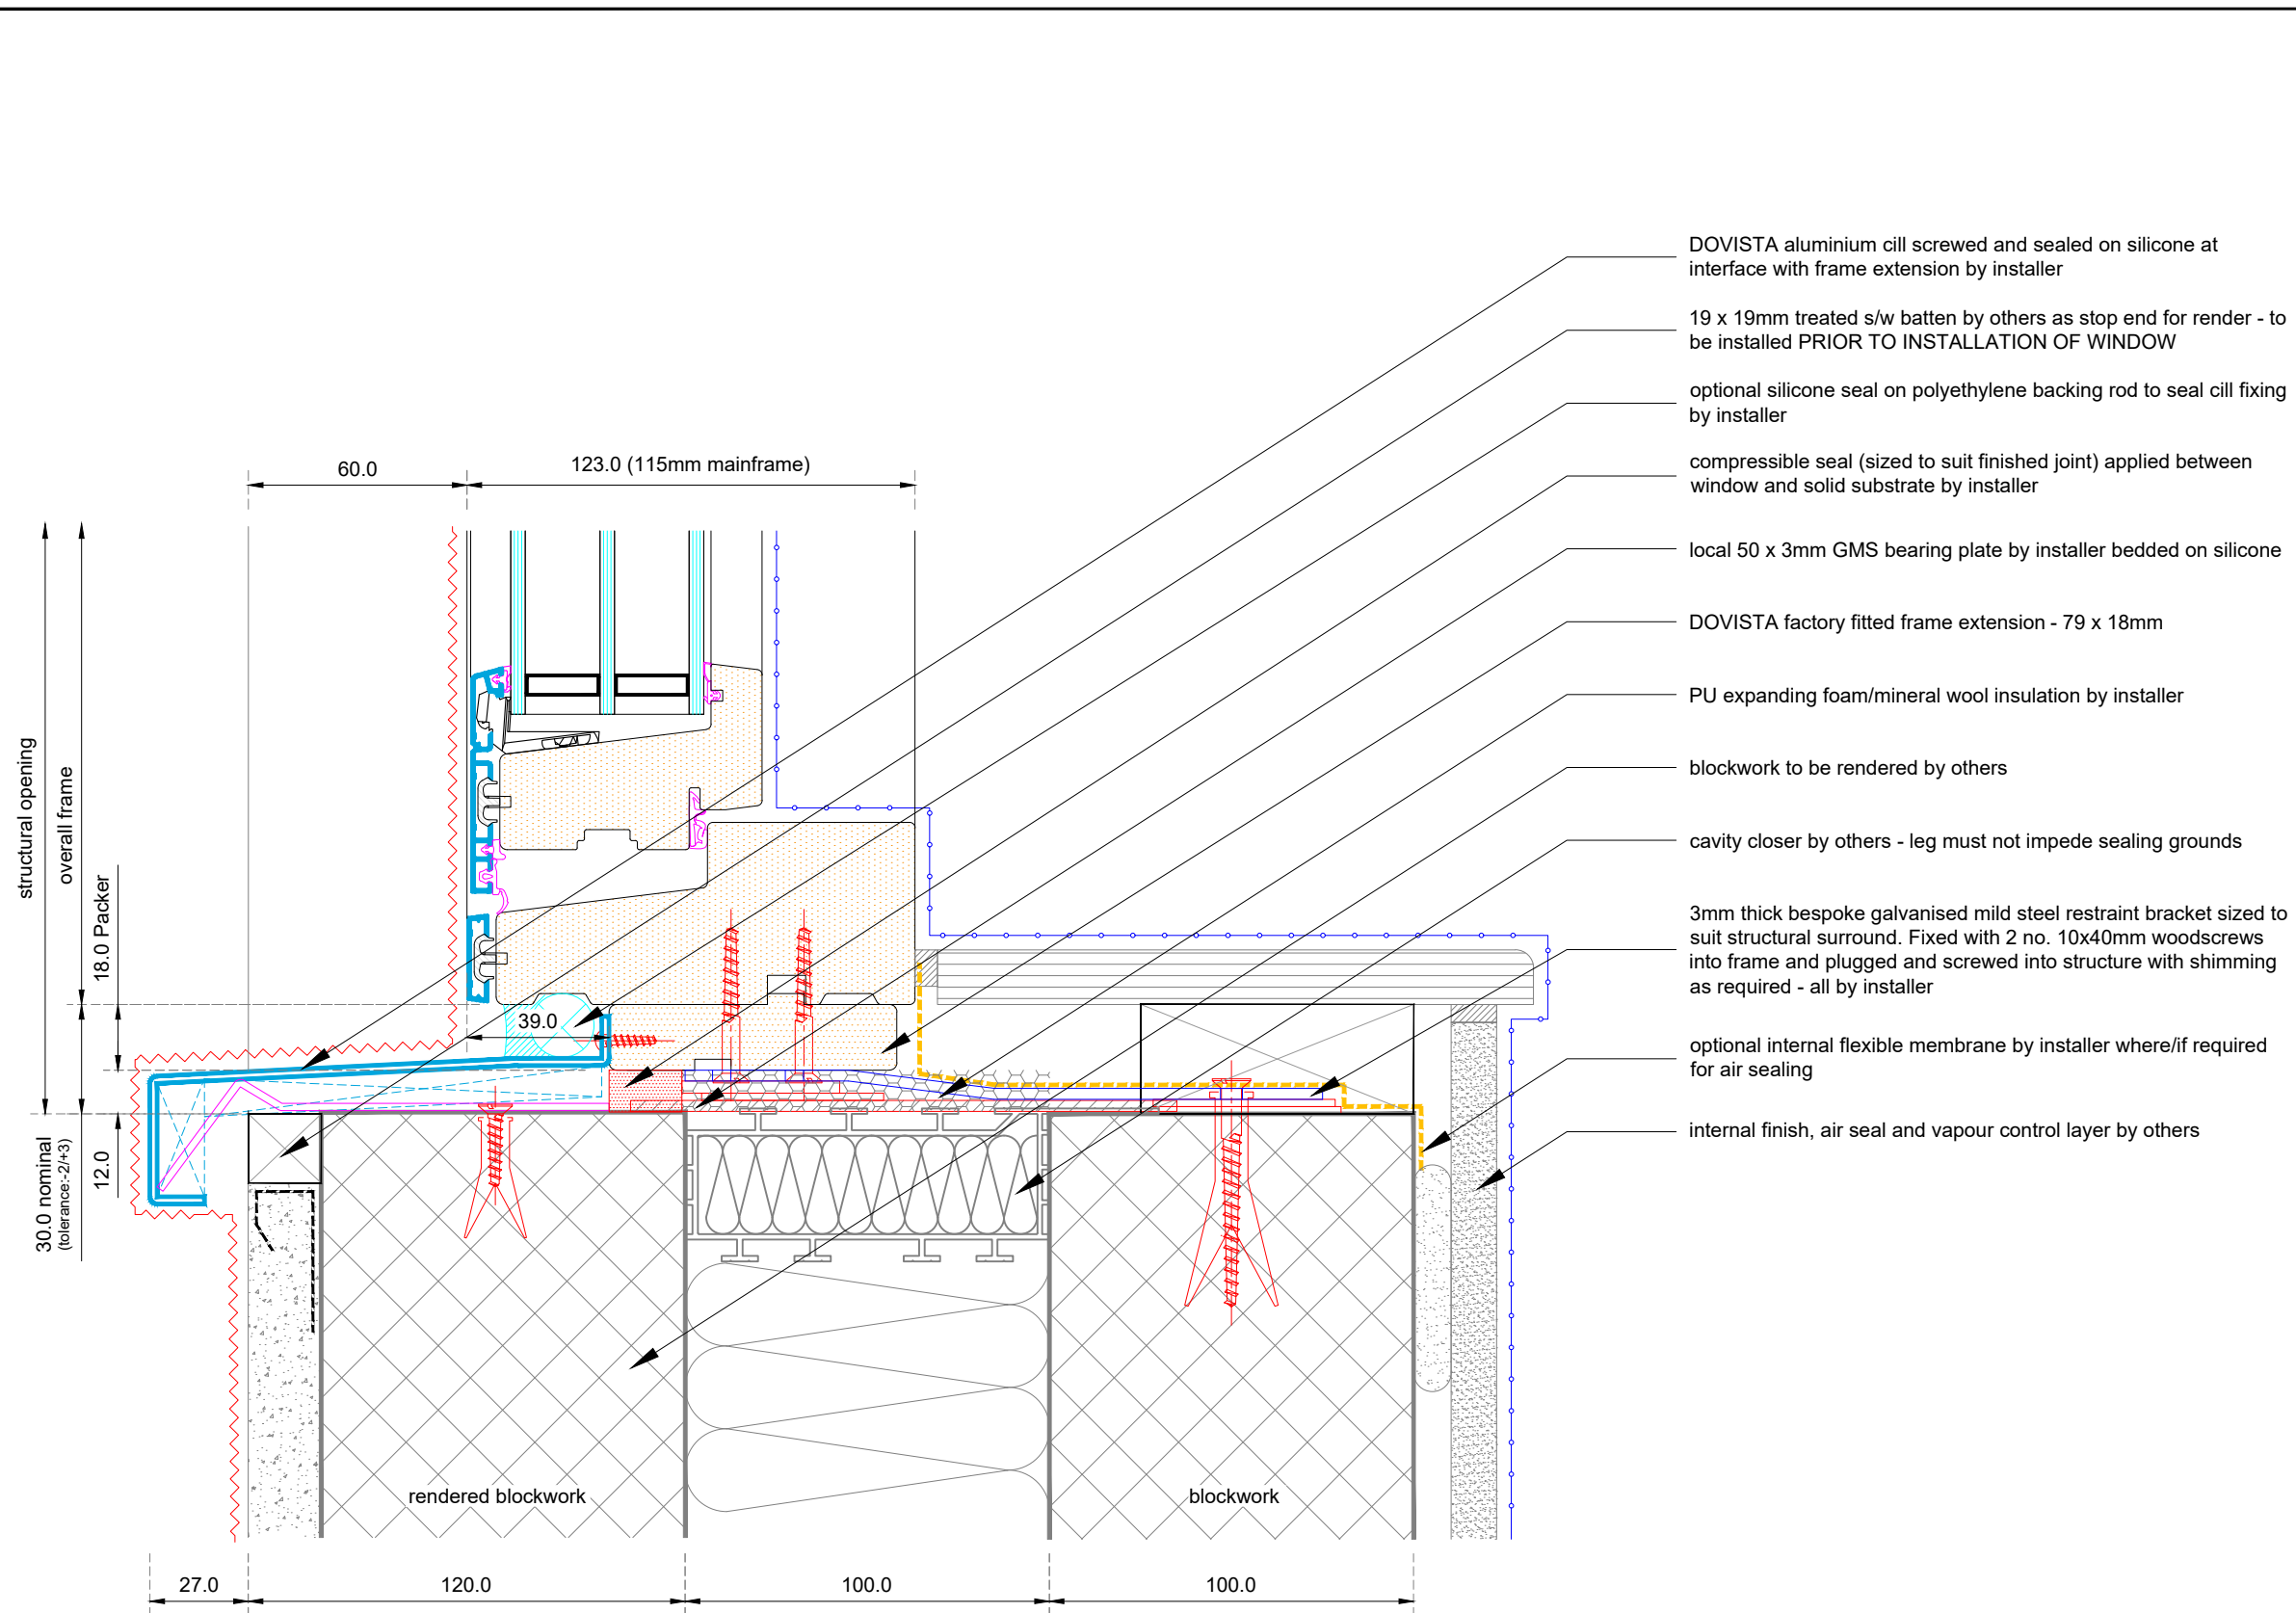 DOVISTA aluminium cill screwed and sealed on silicone at
interface with frame extension by installer
19 x 19mm treated s/w batten by others as stop end for render - to
be installed PRIOR TO INSTALLATION OF WINDOW
optional silicone seal on polyethylene backing rod to seal cill fixing
by installer
compressible seal (sized to suit finished joint) applied between
window and solid substrate by installer
local 50 x 3mm GMS bearing plate by installer bedded on silicone
DOVISTA factory fitted frame extension - 79 x 18mm
PU expanding foam/mineral wool insulation by installer
blockwork to be rendered by others
cavity closer by others - leg must not impede sealing grounds
3mm thick bespoke galvanised mild steel restraint bracket sized to
suit structural surround. Fixed with 2 no. 10x40mm woodscrews
into frame and plugged and screwed into structure with shimming
as required - all by installer
optional internal flexible membrane by installer where/if required
for air sealing
internal finish, air seal and vapour control layer by others
60.0
123.0 (115mm mainframe)
structural opening
overall frame
18.0 Packer
39.0
30.0 nominal
(tolerance:-2/+3)
12.0
rendered blockwork
blockwork
27.0
120.0
100.0
100.0